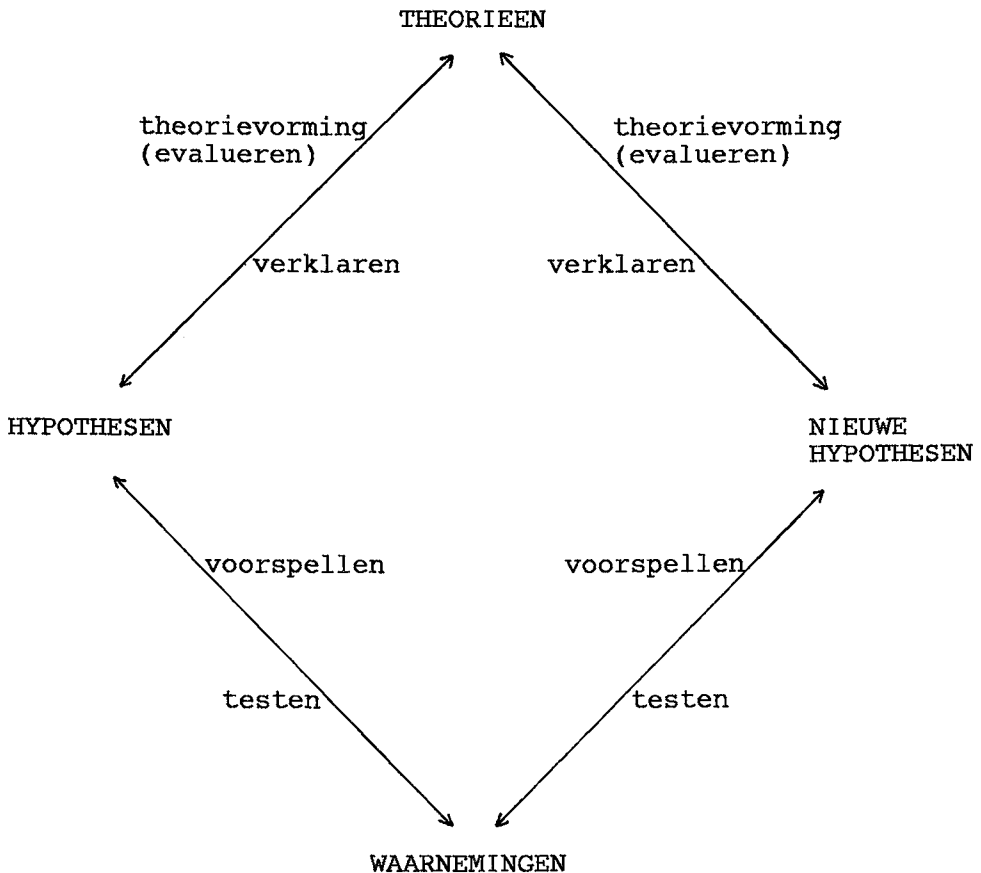 THEORIEEN
theorievorming
(evalueren)
theorievorming
(evalueren)
verklaren
verklaren
HYPOTHESEN
NIEUWE
HYPOTHESEN
voorspellen
voorspellen
testen
testen
WAARNEMINGEN